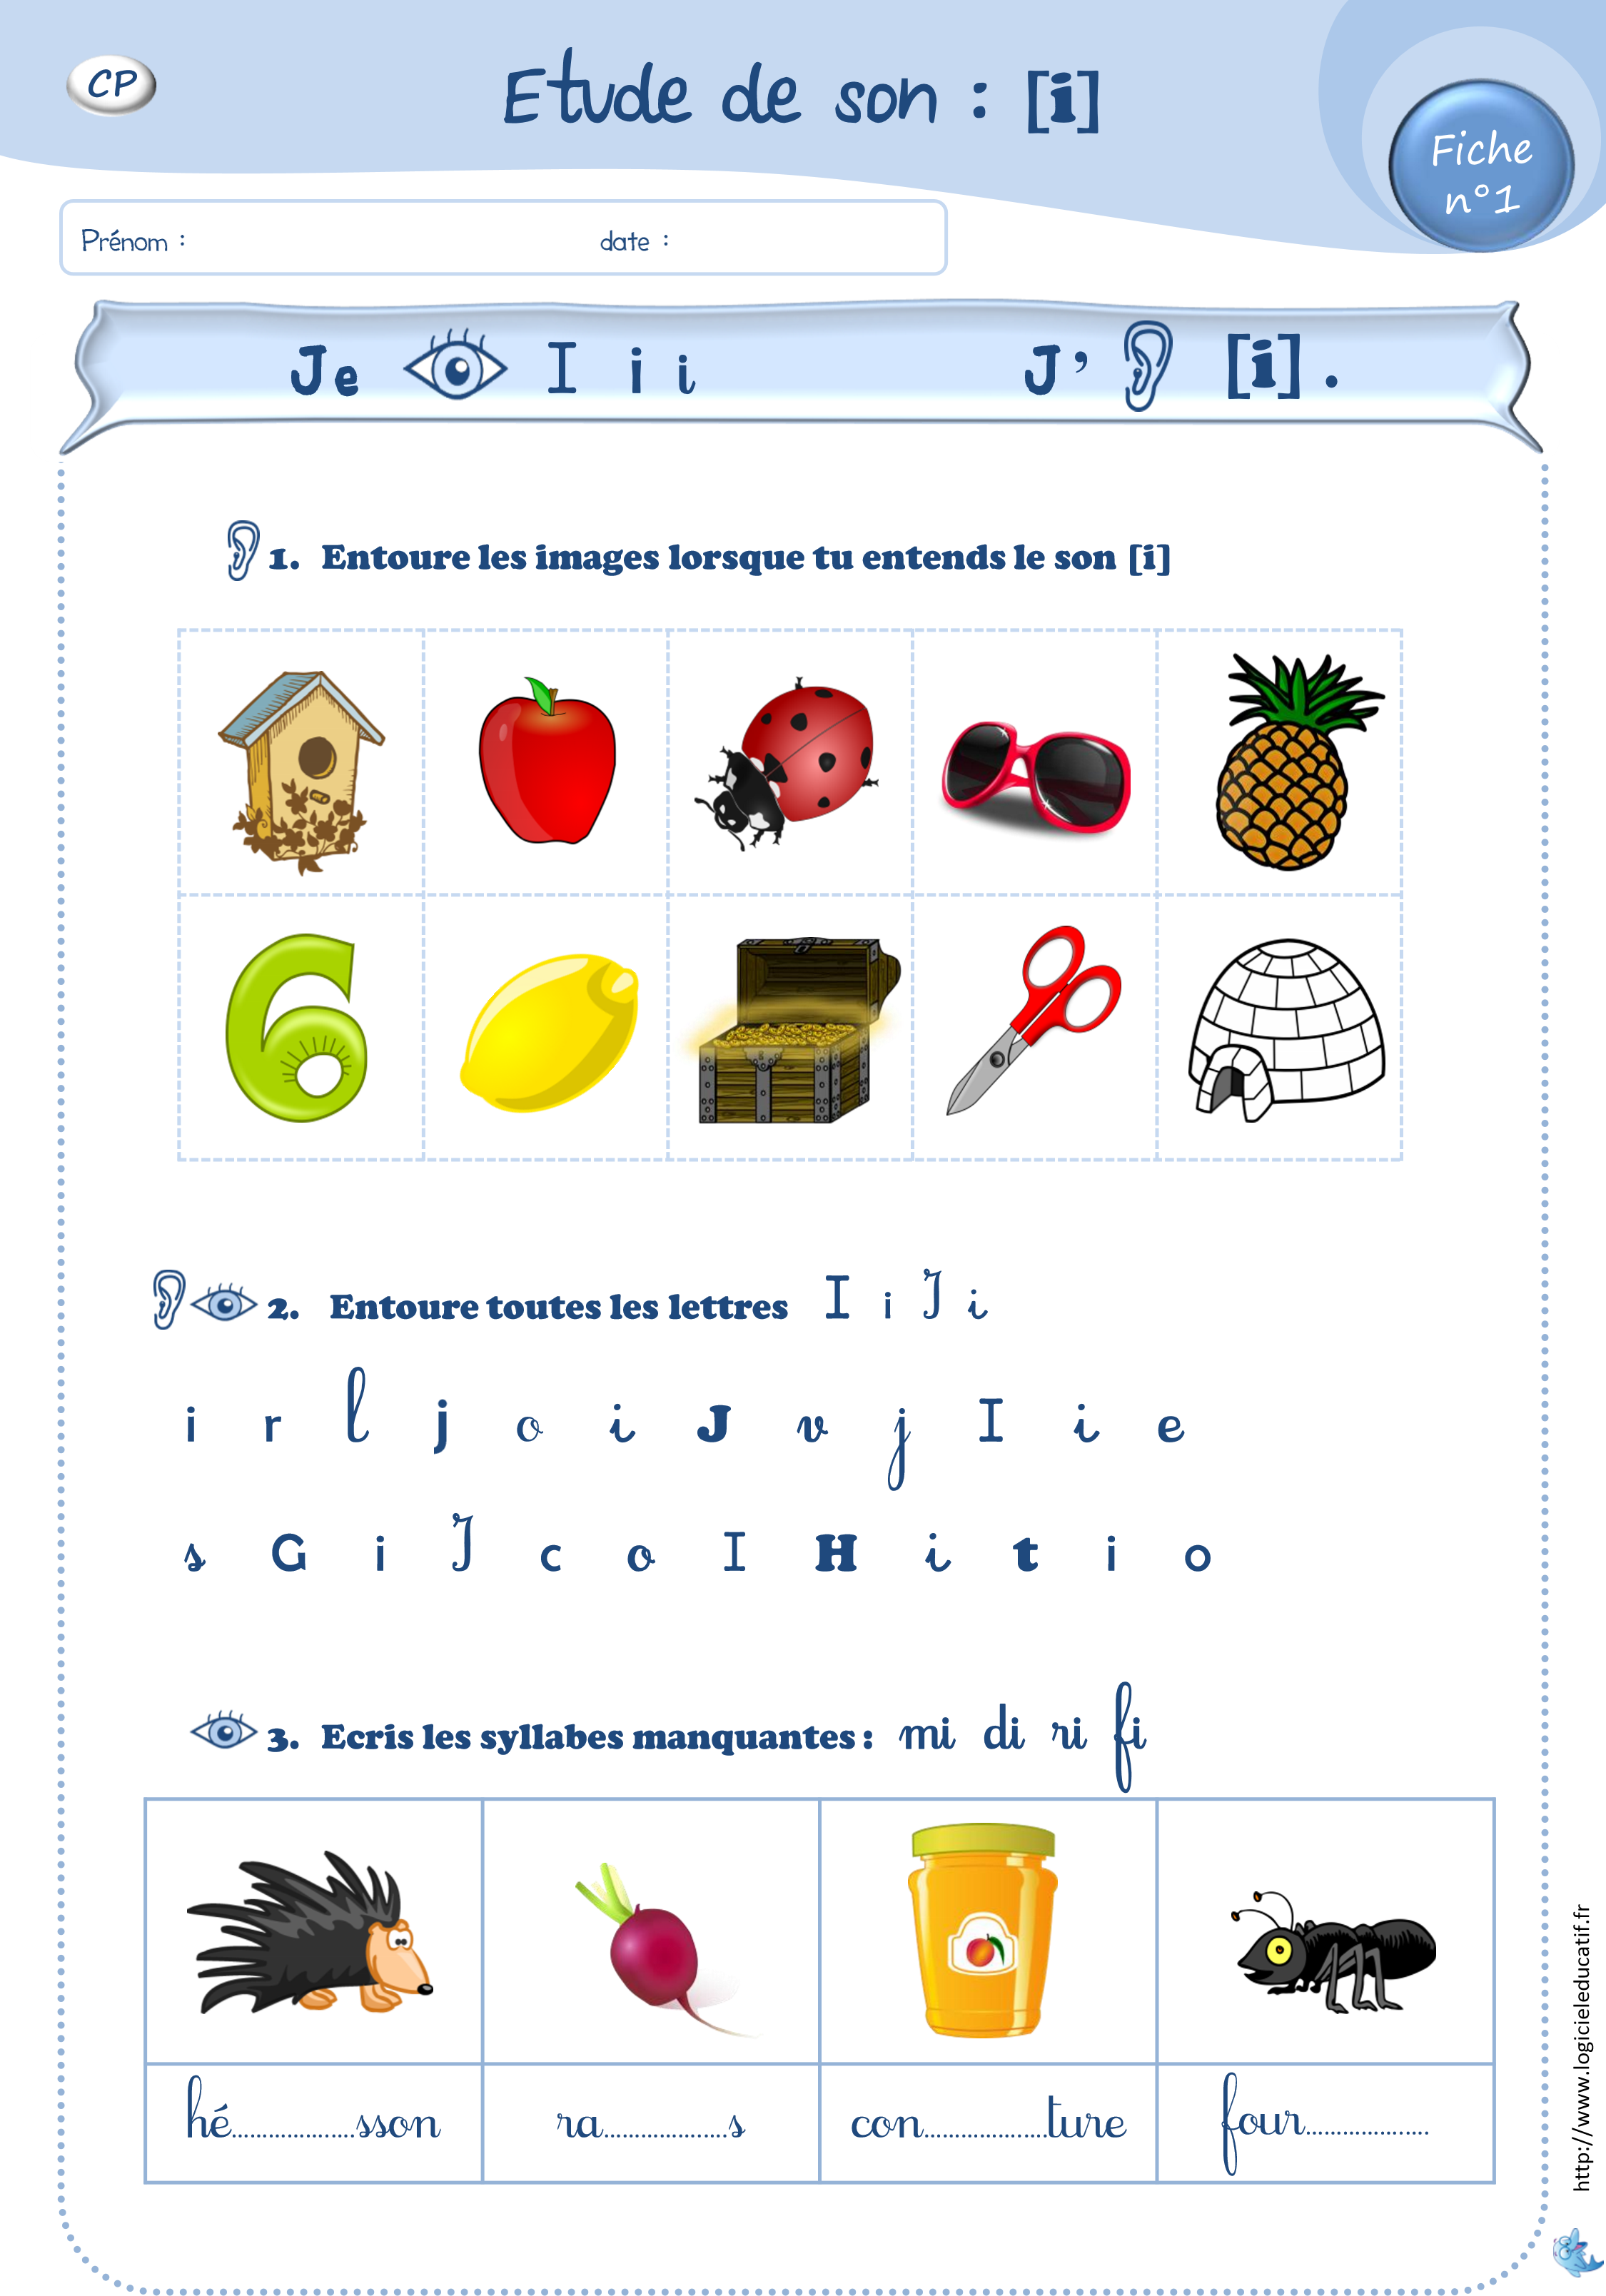 CP
Etude de son : [i]
Fiche
n°1
Prénom : date :
Je I i i J' [i] .
1. Entoure les images lorsque tu entends le son [i]
6
2. Entoure toutes les lettres I i I i
i r l j o i J v j I i e
s G i I c o I H i t i o
3. Ecris les syllabes manquantes : mi di ri fi
hé....................sson ra....................s con....................ture four....................
http://www.logicieleducatif.fr